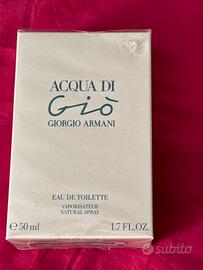 ACQUA DI
Giò
GIORGIO ARMANI
EAU DE TOILETTE
VAPORISATEUR
NATURAL SPRAY
e 50 ml 1.7 FL.OZ.
subito